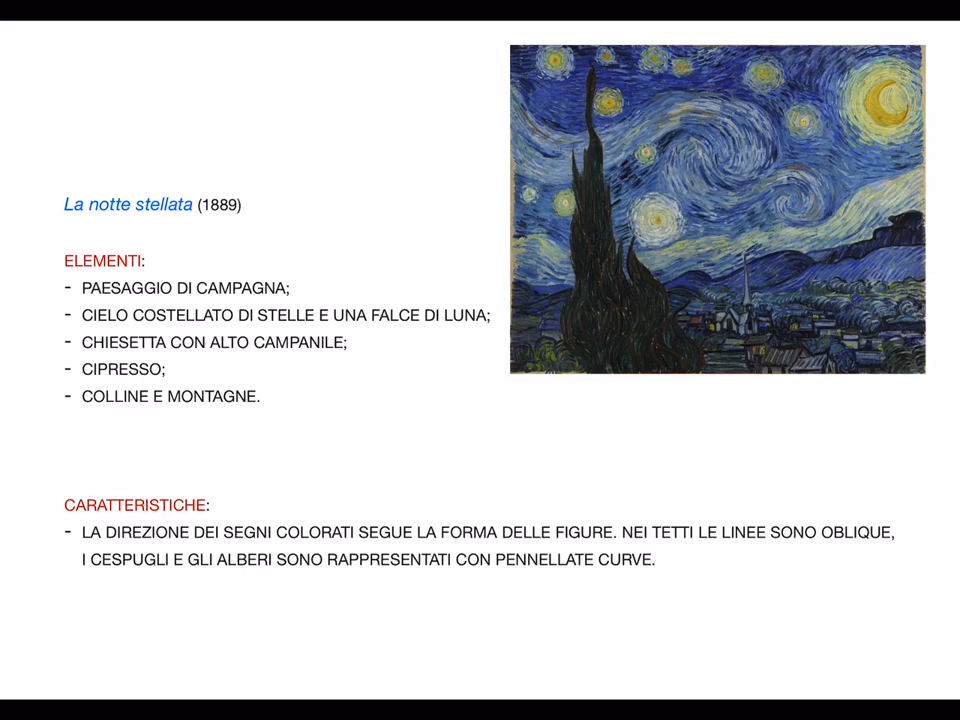 La notte stellata (1889)
ELEMENTI:
- PAESAGGIO DI CAMPAGNA;
- CIELO COSTELLATO DI STELLE E UNA FALCE DI LUNA;
- CHIESETTA CON ALTO CAMPANILE;
- CIPRESSO;
- COLLINE E MONTAGNE.
CARATTERISTICHE:
- LA DIREZIONE DEI SEGNI COLORATI SEGUE LA FORMA DELLE FIGURE. NEI TETTI LE LINEE SONO OBLIQUE,
I CESPUGLI E GLI ALBERI SONO RAPPRESENTATI CON PENNELLATE CURVE.